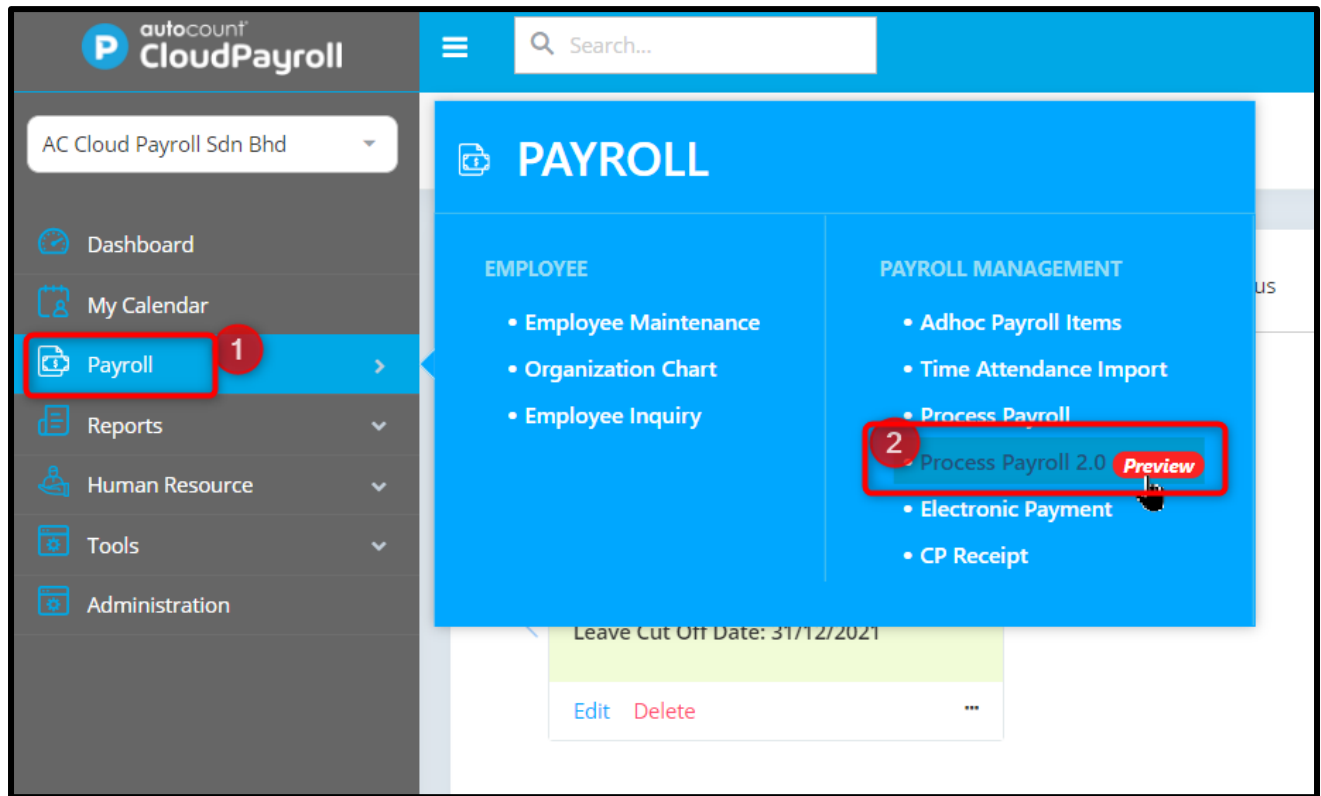 autocount
CloudPayroll
P
Search...
AC Cloud Payroll Sdn Bhd
Dashboard
My Calendar
Payroll
1
Reports
Human Resource
Tools
Administration
PAYROLL
EMPLOYEE
• Employee Maintenance
• Organization Chart
• Employee Inquiry
PAYROLL MANAGEMENT
• Adhoc Payroll Items
• Time Attendance Import
• Process Payroll
2
• Process Payroll 2.0 Preview
• Electronic Payment
• CP Receipt
us
Leave Cut Off Date: 31/12/2021
Edit Delete ...